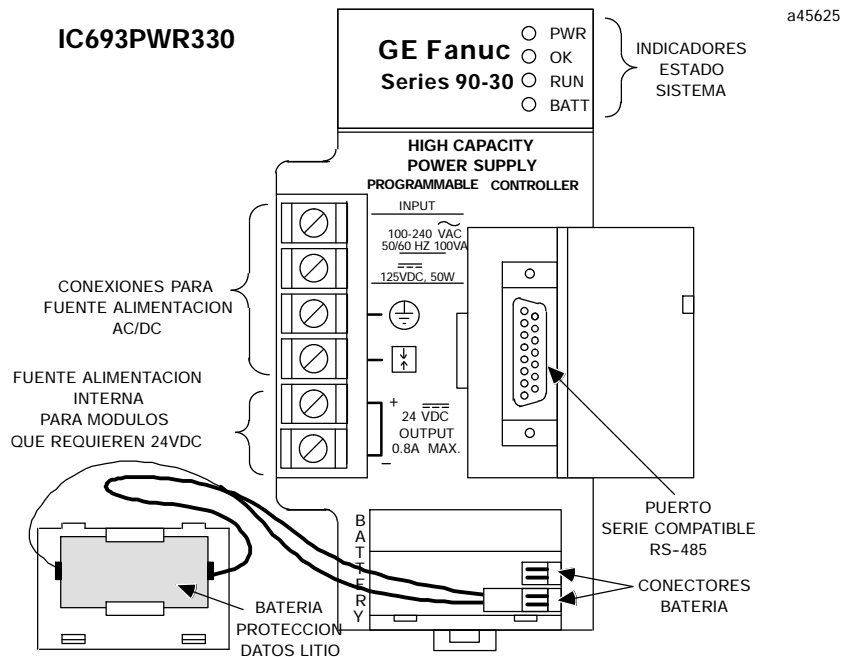 a45625
IC693PWR330
GE Fanuc
Series 90-30
PWR
OK
RUN
BATT
INDICADORES
ESTADO
SISTEMA
HIGH CAPACITY
POWER SUPPLY
PROGRAMMABLE CONTROLLER
INPUT
100-240 VAC
50/60 HZ 100VA
125VDC, 50W
CONEXIONES PARA
FUENTE ALIMENTACION
AC/DC
FUENTE ALIMENTACION
INTERNA
PARA MODULOS
QUE REQUIEREN 24VDC
+
24 VDC
OUTPUT
0.8A MAX.
–
BATTERY
PUERTO
SERIE COMPATIBLE
RS-485
CONECTORES
BATERIA
BATERIA
PROTECCION
DATOS LITIO